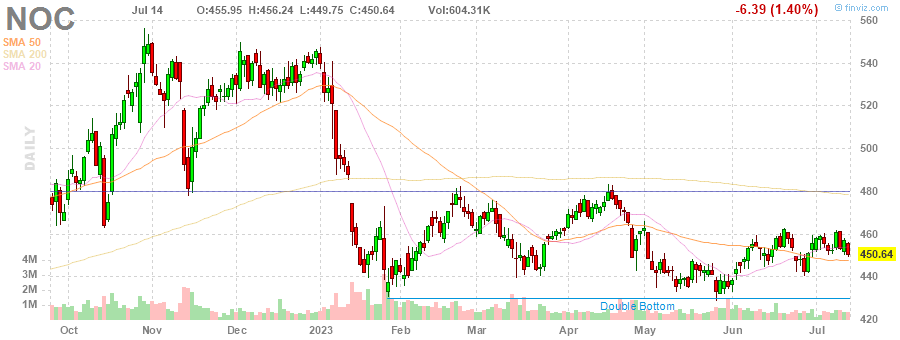 NOC Jul 14 O:455.95 H:456.24 L:449.75 C:450.64 Vol:604.31K -6.39 (1.40%) © finviz.com
SMA 50
SMA 200
SMA 20
DAILY
560
540
520
500
480
460
450.64
440
420
4M
3M
2M
1M
Double Bottom
Oct Nov Dec 2023 Feb Mar Apr May Jun Jul